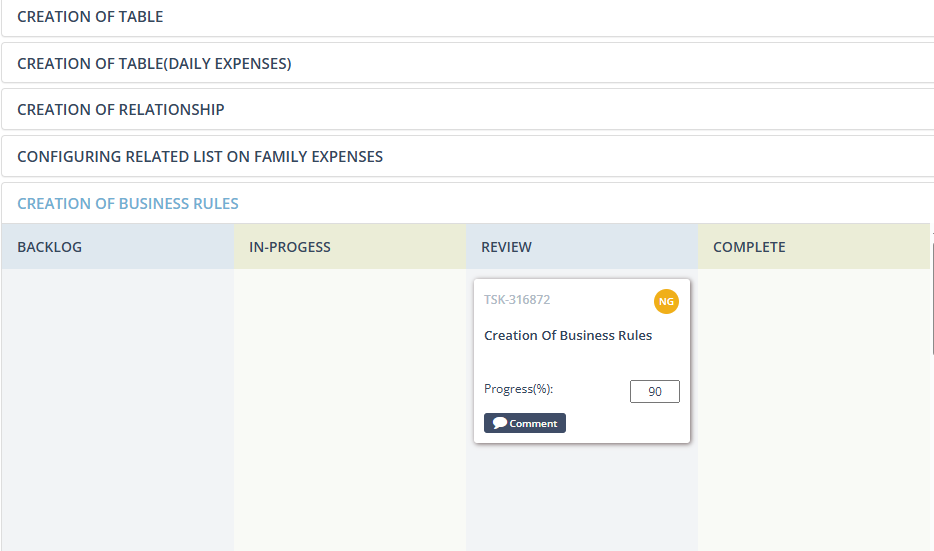 CREATION OF TABLE
CREATION OF TABLE(DAILY EXPENSES)
CREATION OF RELATIONSHIP
CONFIGURING RELATED LIST ON FAMILY EXPENSES
CREATION OF BUSINESS RULES
BACKLOG
IN-PROGESS
REVIEW
COMPLETE
TSK-316872
NG
Creation Of Business Rules
Progress(%):
90
Comment